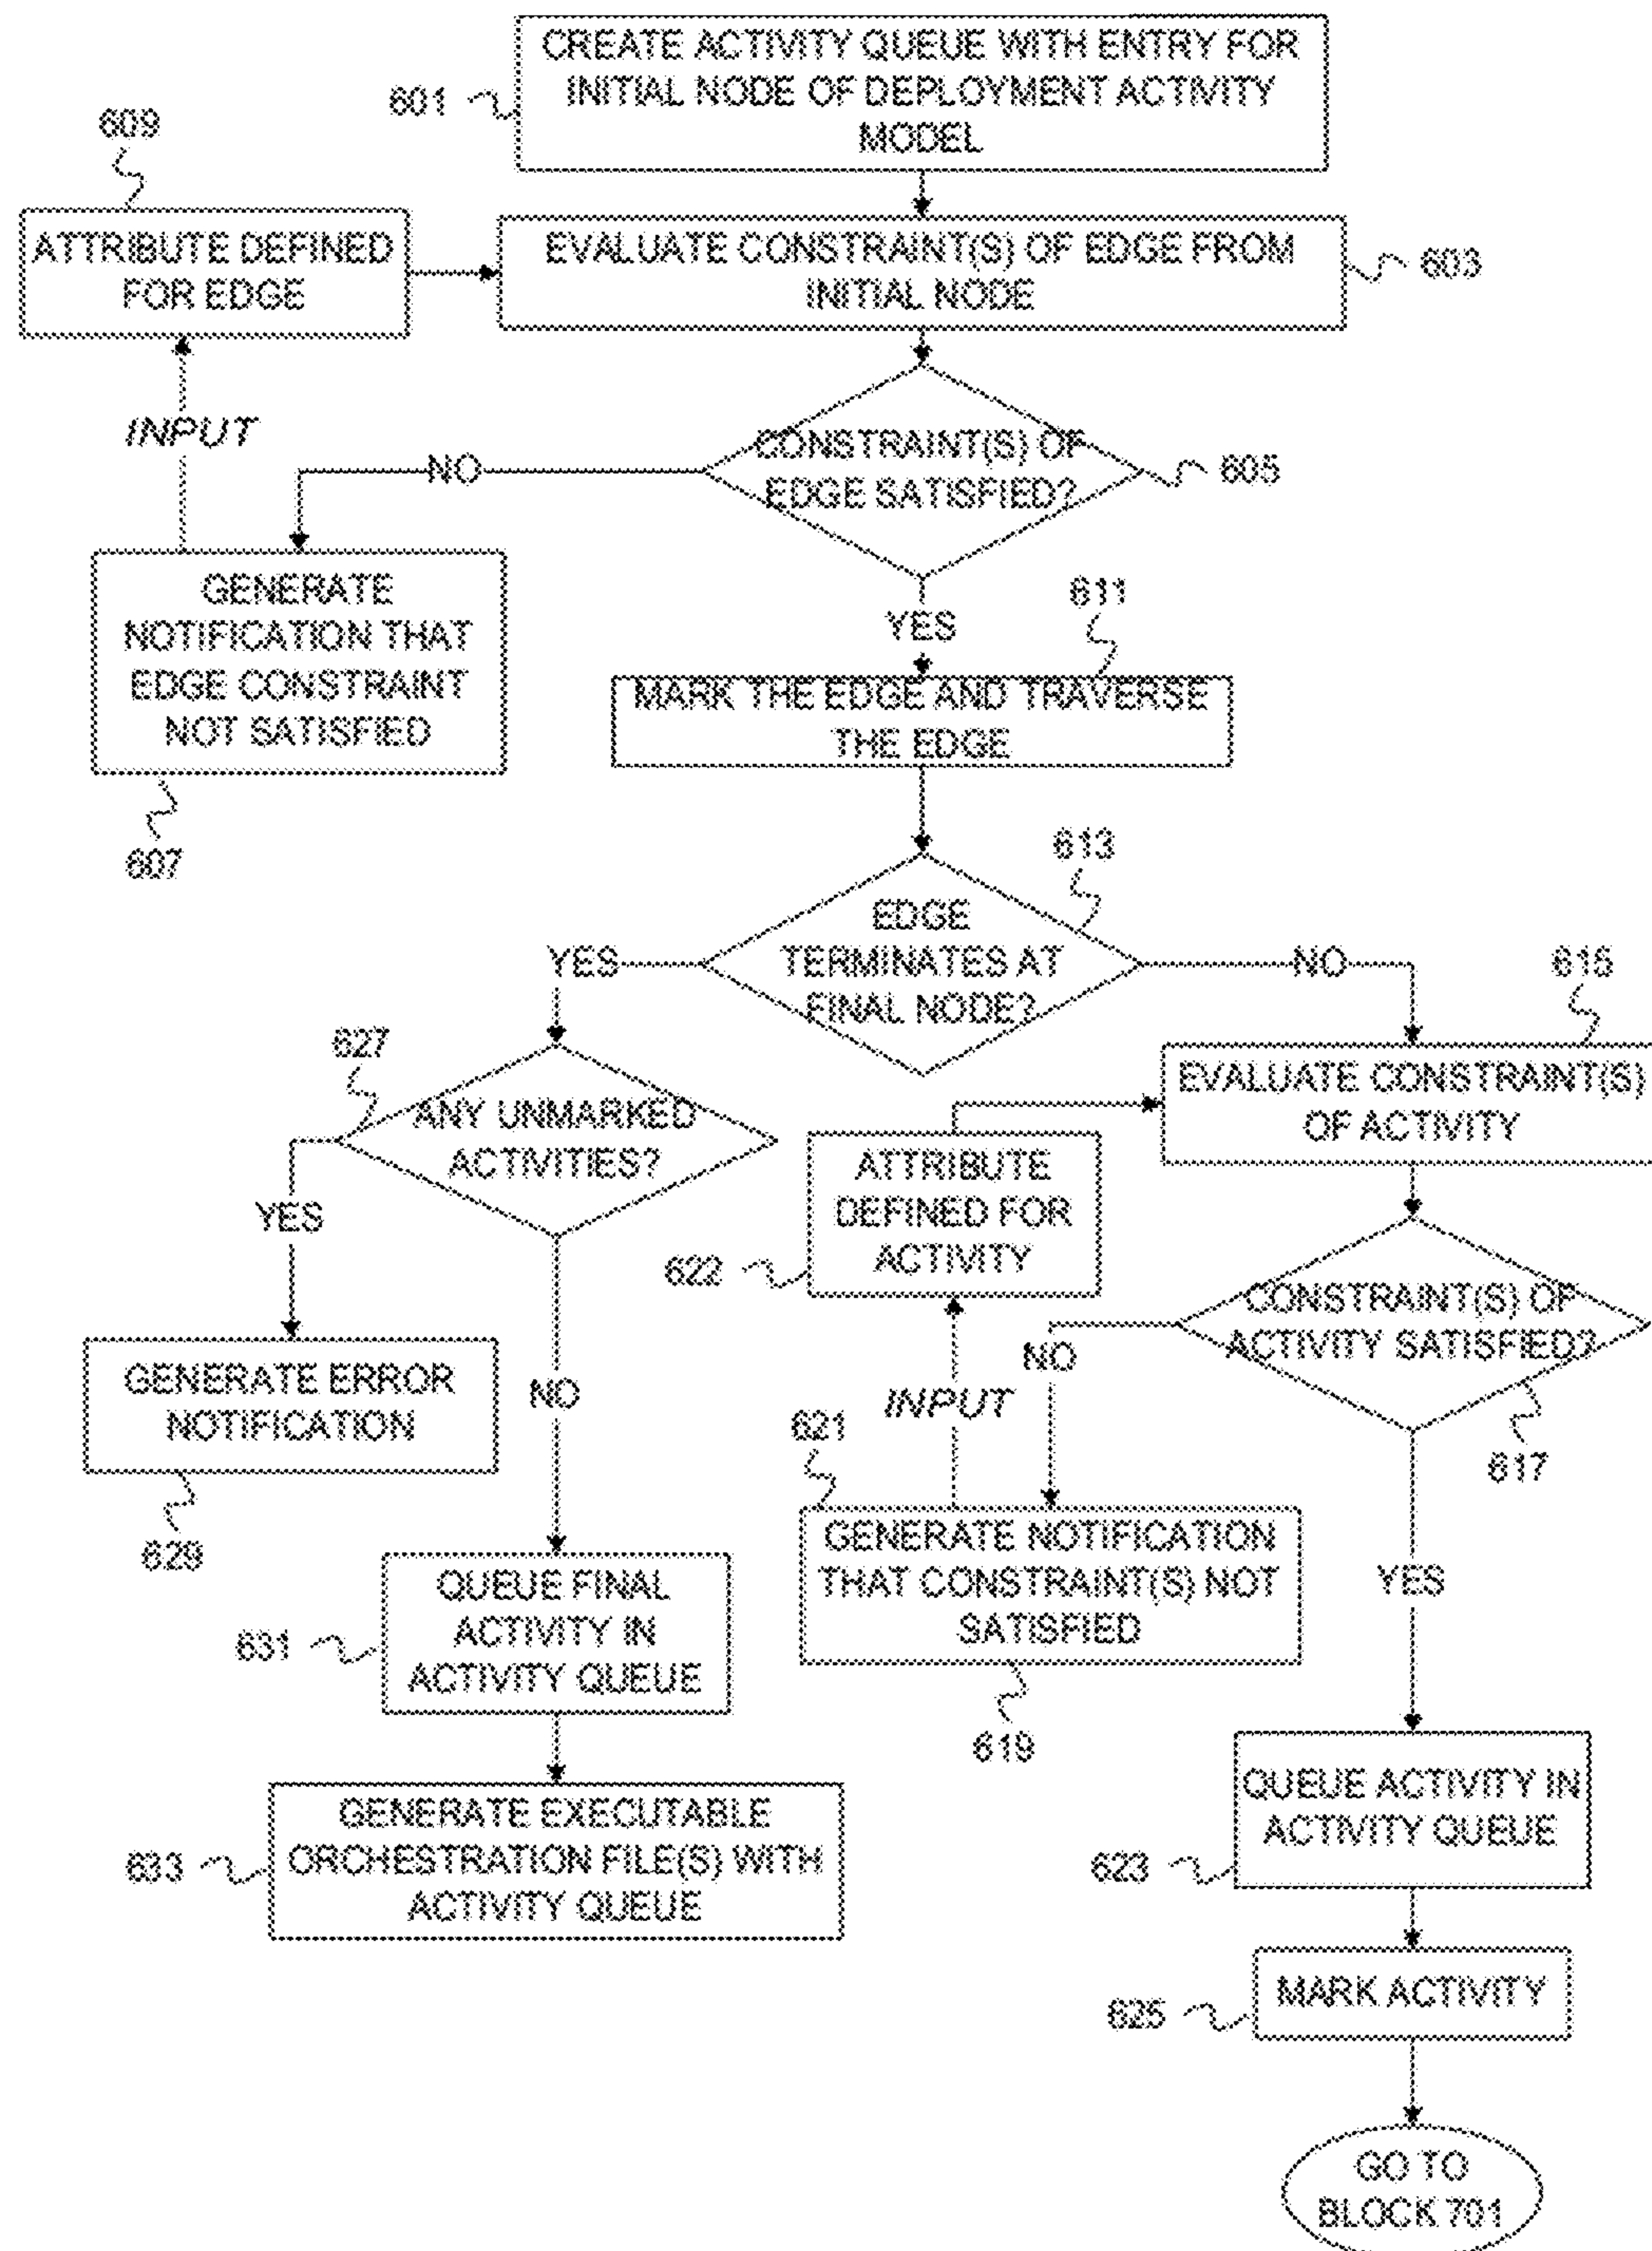 CREATE ACTIVITY QUEUE WITH ENTRY FOR
INITIAL NODE OF DEPLOYMENT ACTIVITY
MODEL
601
609
ATTRIBUTE DEFINED
FOR EDGE
EVALUATE CONSTRAINT(S) OF EDGE FROM
INITIAL NODE
603
INPUT
NO
CONSTRAINT(S) OF
EDGE SATISFIED?
605
GENERATE
NOTIFICATION THAT
EDGE CONSTRAINT
NOT SATISFIED
607
YES
611
MARK THE EDGE AND TRAVERSE
THE EDGE
613
EDGE
TERMINATES AT
FINAL NODE?
YES
NO
615
627
ANY UNMARKED
ACTIVITIES?
EVALUATE CONSTRAINT(S)
OF ACTIVITY
ATTRIBUTE
DEFINED FOR
ACTIVITY
622
YES
CONSTRAINT(S) OF
ACTIVITY SATISFIED?
617
NO
INPUT
GENERATE ERROR
NOTIFICATION
629
NO
621
GENERATE NOTIFICATION
THAT CONSTRAINT(S) NOT
SATISFIED
619
YES
QUEUE FINAL
ACTIVITY IN
ACTIVITY QUEUE
631
GENERATE EXECUTABLE
ORCHESTRATION FILE(S) WITH
ACTIVITY QUEUE
633
QUEUE ACTIVITY IN
ACTIVITY QUEUE
623
MARK ACTIVITY
625
GO TO
BLOCK 701